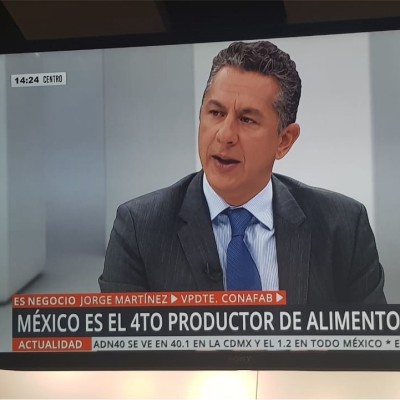 14:24 CENTRO
ES NEGOCIO JORGE MARTÍNEZ VPDTE. CONAFAB
MÉXICO ES EL 4TO PRODUCTOR DE ALIMENTO
ACTUALIDAD ADN40 SE VE EN 40.1 EN LA CDMX Y EL 1.2 EN TODO MÉXICO * E